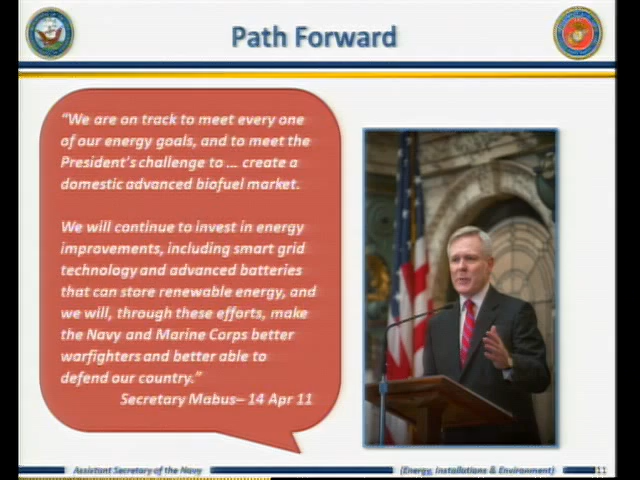 Path Forward
“We are on track to meet every one
of our energy goals, and to meet the
President's challenge to ... create a
domestic advanced biofuel market.
We will continue to invest in energy
improvements, including smart grid
technology and advanced batteries
that can store renewable energy, and
we will, through these efforts, make
the Navy and Marine Corps better
warfighters and better able to
defend our country.”
Secretary Mabus– 14 Apr 11
Assistant Secretary of the Navy
(Energy, Installations & Environment)
11